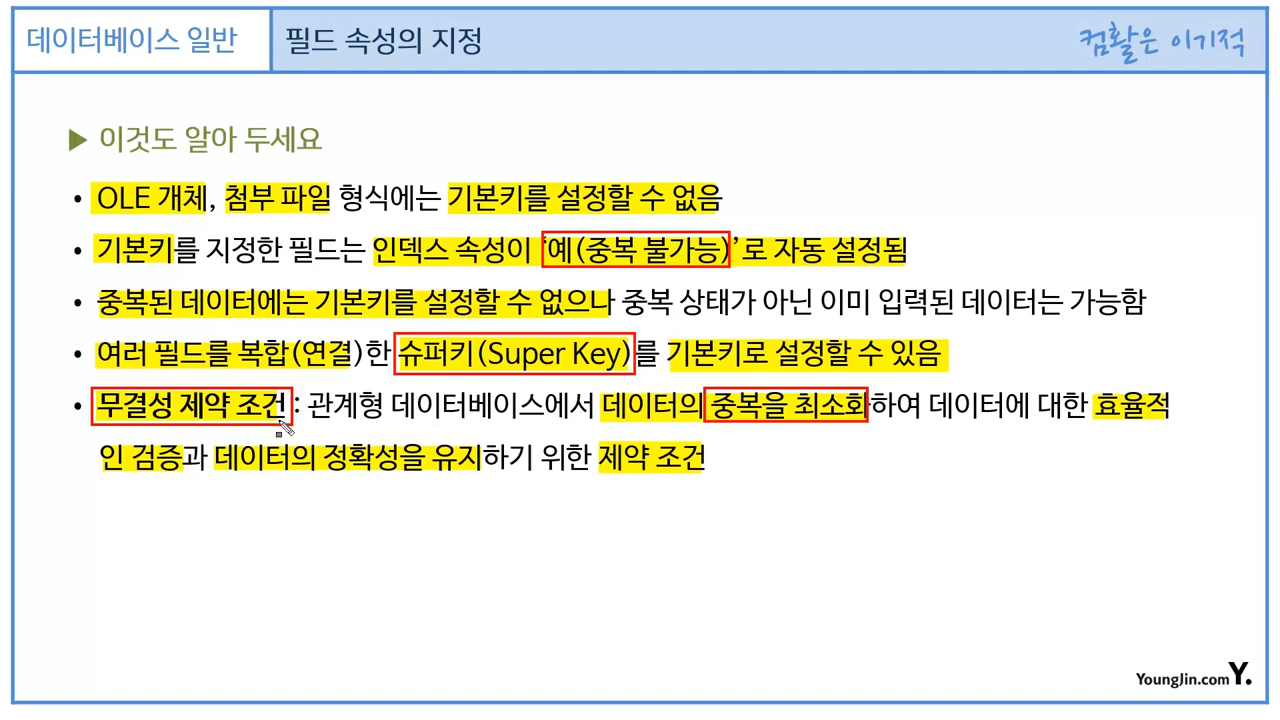 데이터베이스 일반
필드 속성의 지정
컴활은 이기적
▶ 이것도 알아 두세요
• OLE 개체, 첨부 파일 형식에는 기본키를 설정할 수 없음
• 기본키를 지정한 필드는 인덱스 속성이 ‘예(중복 불가능)’로 자동 설정됨
• 중복된 데이터에는 기본키를 설정할 수 없으나 중복 상태가 아닌 이미 입력된 데이터는 가능함
• 여러 필드를 복합(연결)한 슈퍼키(Super Key)를 기본키로 설정할 수 있음
• 무결성 제약 조건 : 관계형 데이터베이스에서 데이터의 중복을 최소화하여 데이터에 대한 효율적
인 검증과 데이터의 정확성을 유지하기 위한 제약 조건
YoungJin.com Y.